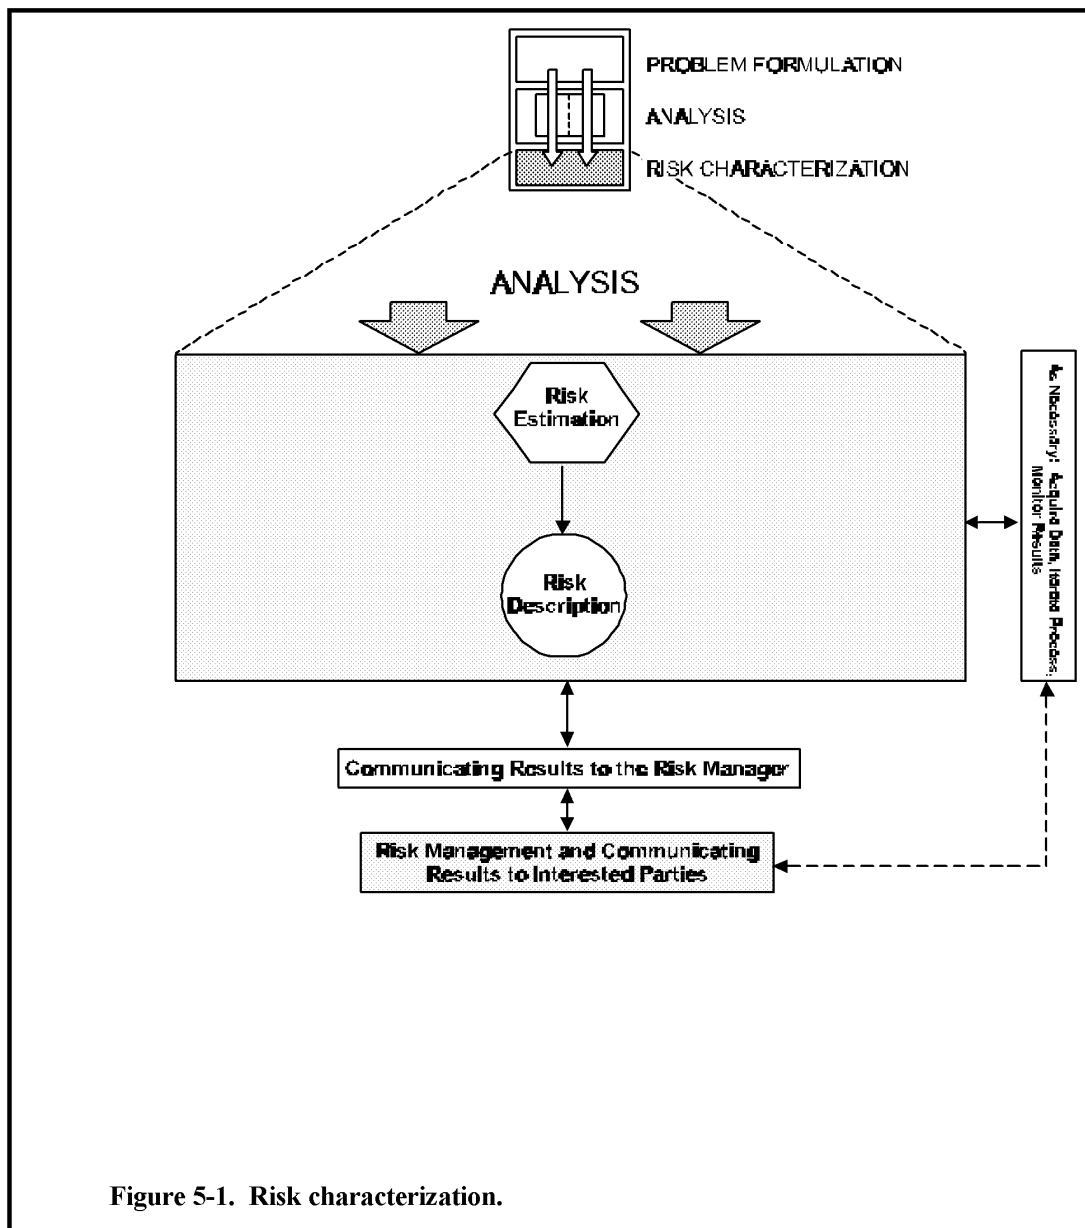 PROBLEM FORMULATION
ANALYSIS
RISK CHARACTERIZATION
ANALYSIS
Risk
Estimation
Risk
Description
As Necessary: Acquire Data, Iterate Process,
Monitor Results
Communicating Results to the Risk Manager
Risk Management and Communicating
Results to Interested Parties
Figure 5-1. Risk characterization.